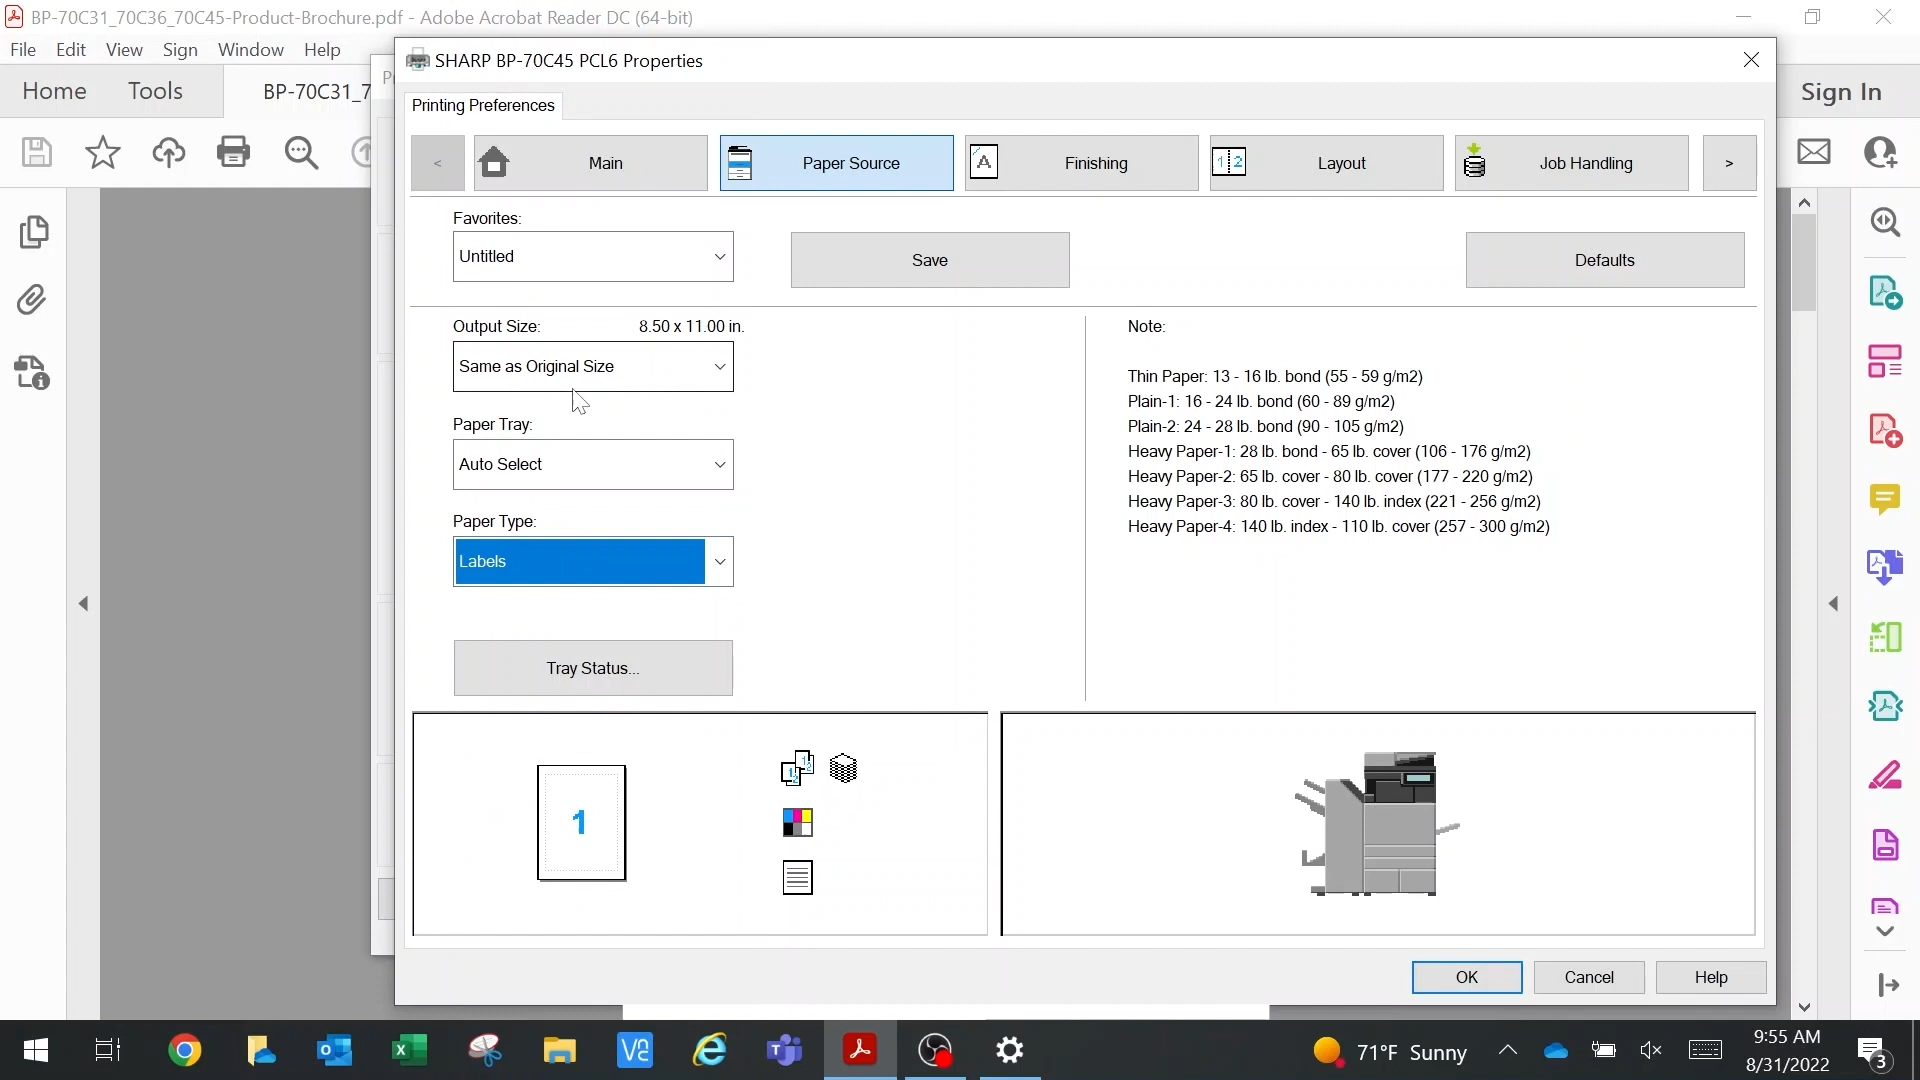 BP-70C31_70C36_70C45-Product-Brochure.pdf - Adobe Acrobat Reader DC (64-bit)
File Edit View Sign Window Help
SHARP BP-70C45 PCL6 Properties
Home Tools BP-70C31_7
Sign In
Printing Preferences
< Main Paper Source Finishing Layout Job Handling >
Favorites:
Untitled
Save
Defaults
Output Size: 8.50 x 11.00 in.
Same as Original Size
Paper Tray:
Auto Select
Paper Type:
Labels
Tray Status...
Note:
Thin Paper: 13 - 16 lb. bond (55 - 59 g/m2)
Plain-1: 16 - 24 lb. bond (60 - 89 g/m2)
Plain-2: 24 - 28 lb. bond (90 - 105 g/m2)
Heavy Paper-1: 28 lb. bond - 65 lb. cover (106 - 176 g/m2)
Heavy Paper-2: 65 lb. cover - 80 lb. cover (177 - 220 g/m2)
Heavy Paper-3: 80 lb. cover - 140 lb. index (221 - 256 g/m2)
Heavy Paper-4: 140 lb. index - 110 lb. cover (257 - 300 g/m2)
1
OK Cancel Help
71°F Sunny
9:55 AM
8/31/2022
3